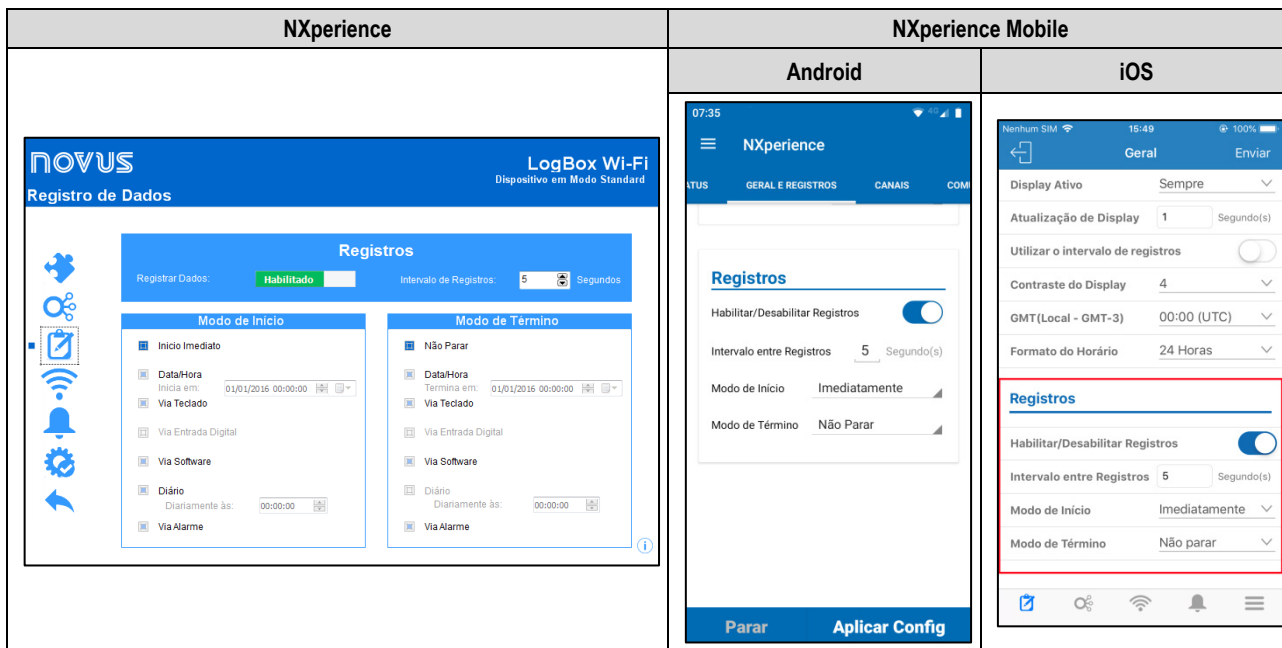 NXperience
NXperience Mobile
Android
iOS
novus
LogBox Wi-Fi
Dispositivo em Modo Standard
Registro de Dados
Registros
Registrar Dados: Habilitado Intervalo de Registros: 5 Segundos
Modo de Início
Inicio Imediato
Data/Hora
Inicia em: 01/01/2016 00:00:00
Via Teclado
Via Entrada Digital
Via Software
Diário
Diariamente às: 00:00:00
Via Alarme
Modo de Término
Não Parar
Data/Hora
Termina em: 01/01/2016 00:00:00
Via Teclado
Via Entrada Digital
Via Software
Diário
Diariamente às: 00:00:00
Via Alarme
i
07:35 4G
NXperience
ATUS GERAL E REGISTROS CANAIS COMU
Registros
Habilitar/Desabilitar Registros
Intervalo entre Registros 5 Segundo(s)
Modo de Início Imediatamente
Modo de Término Não Parar
Parar Aplicar Config
Nenhum SIM 15:49 100%
Geral Enviar
Display Ativo Sempre
Atualização de Display 1 Segundo(s)
Utilizar o intervalo de registros
Contraste do Display 4
GMT(Local - GMT-3) 00:00 (UTC)
Formato do Horário 24 Horas
Registros
Habilitar/Desabilitar Registros
Intervalo entre Registros 5 Segundo(s)
Modo de Início Imediatamente
Modo de Término Não parar